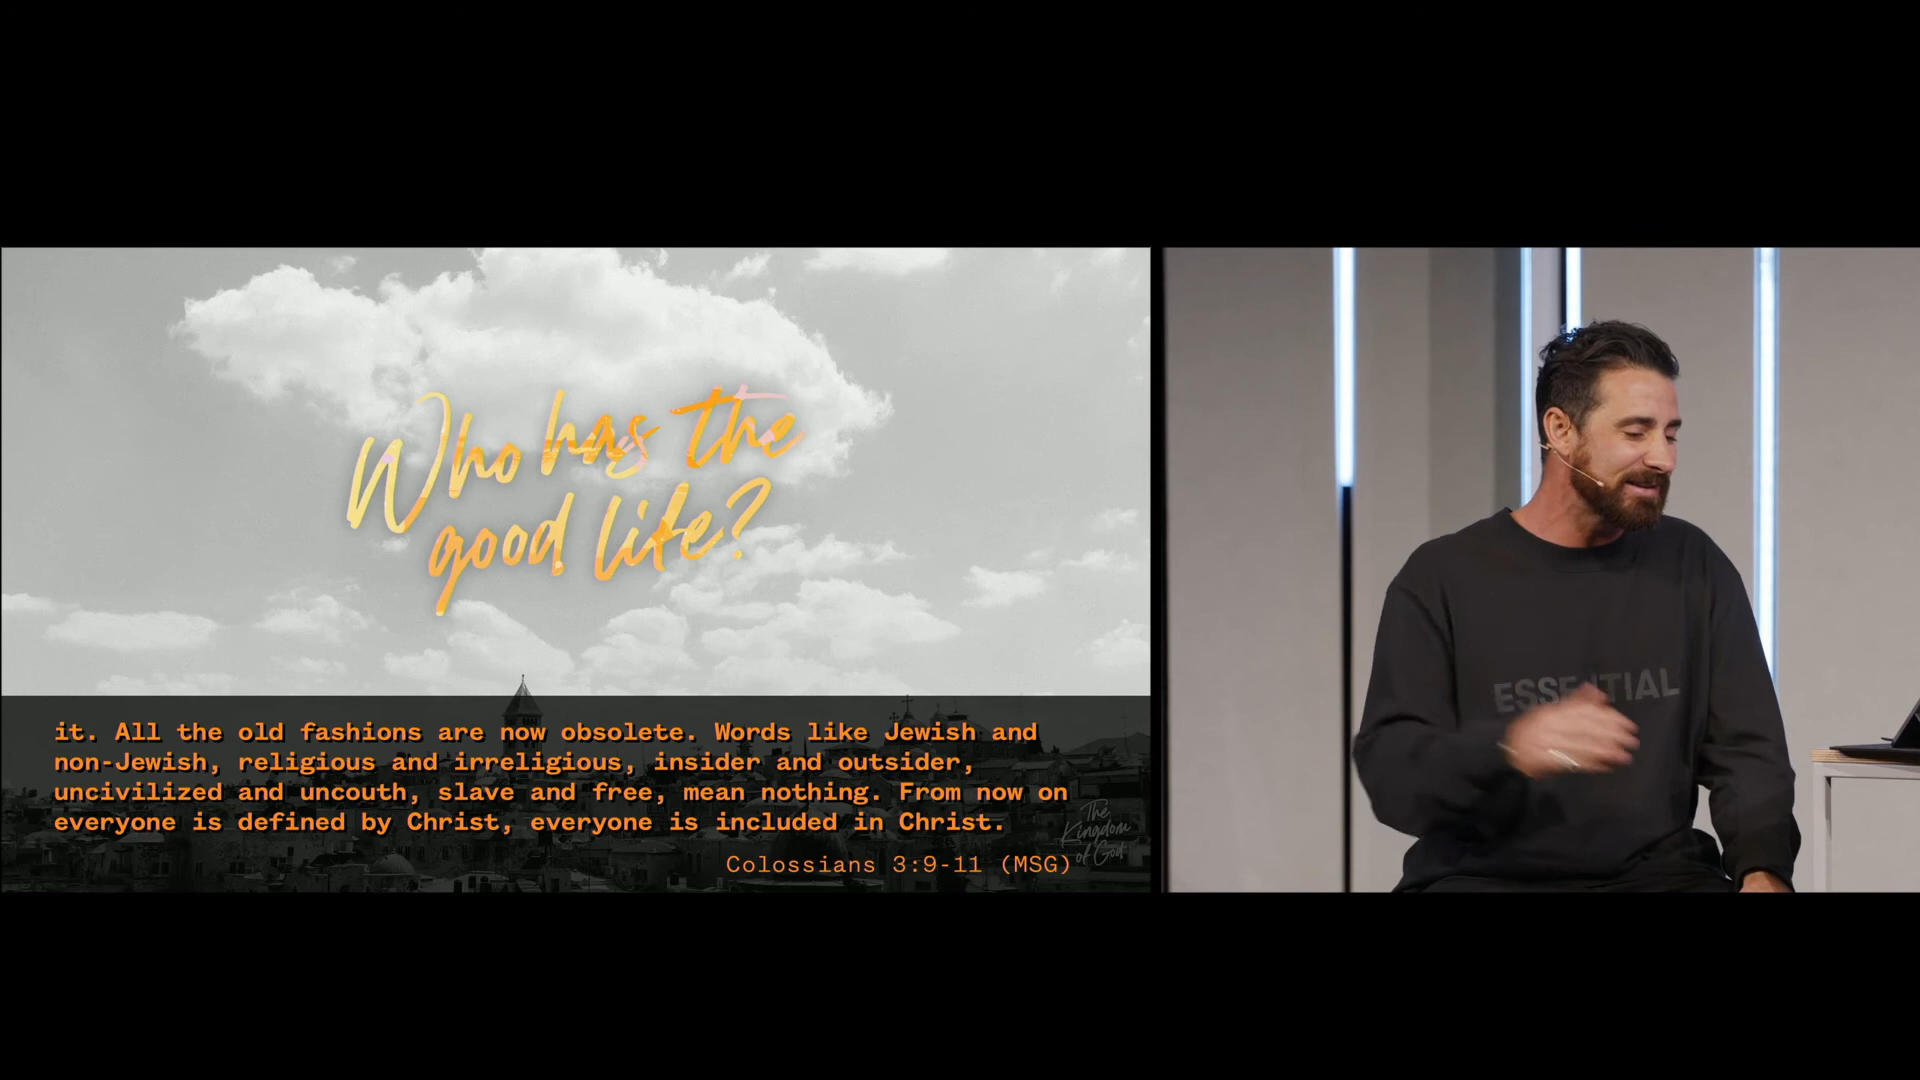 Who has the
good life?
it. All the old fashions are now obsolete. Words like Jewish and
non-Jewish, religious and irreligious, insider and outsider,
uncivilized and uncouth, slave and free, mean nothing. From now on
everyone is defined by Christ, everyone is included in Christ.
Colossians 3:9-11 (MSG)
The
Kingdom
of God
ESSENTIAL